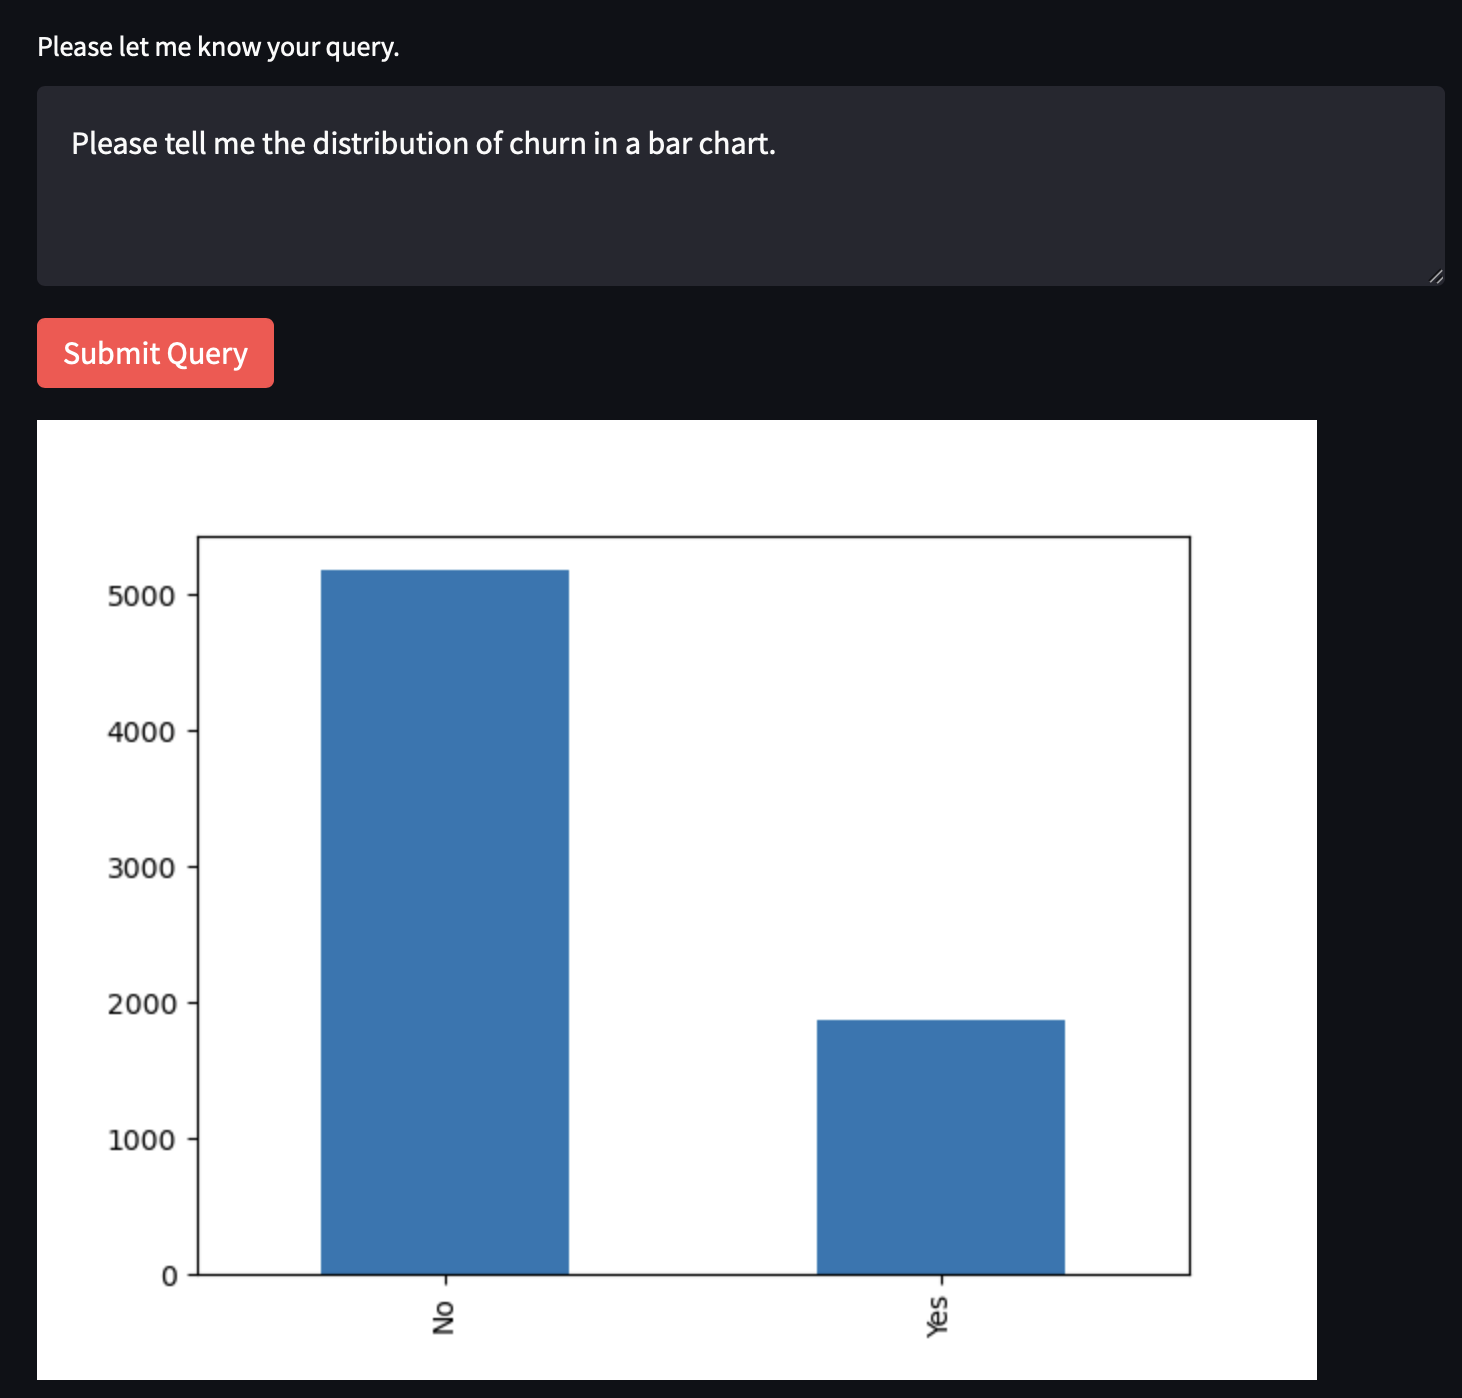 Please let me know your query.
Please tell me the distribution of churn in a bar chart.
Submit Query
5000
4000
3000
2000
1000
0
No
Yes